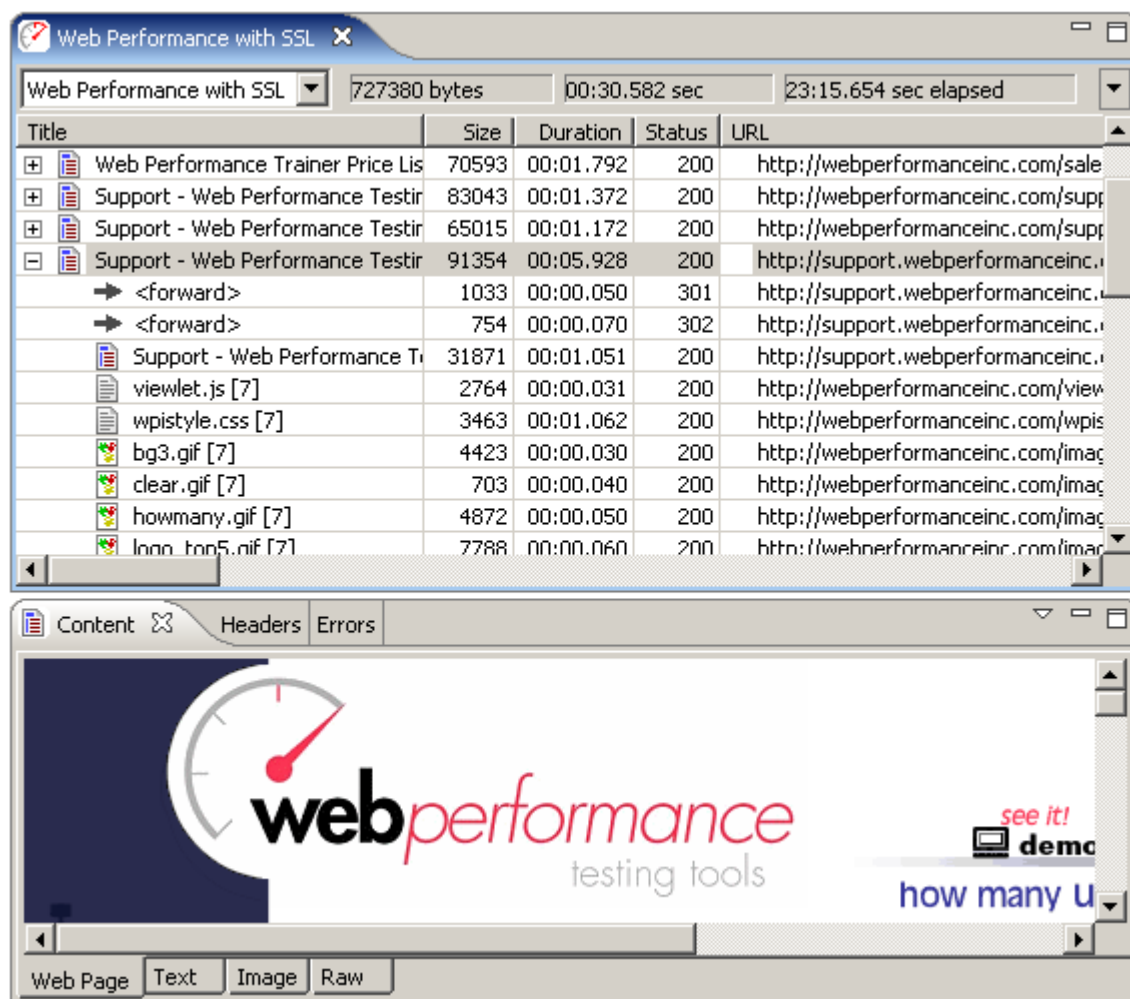 Web Performance with SSL
Web Performance with SSL 727380 bytes 00:30.582 sec 23:15.654 sec elapsed
Title Size Duration Status URL
Web Performance Trainer Price Lis 70593 00:01.792 200 http://webperformanceinc.com/sale
Support - Web Performance Testir 83043 00:01.372 200 http://webperformanceinc.com/supp
Support - Web Performance Testir 65015 00:01.172 200 http://webperformanceinc.com/supp
Support - Web Performance Testir 91354 00:05.928 200 http://support.webperformanceinc.
<forward> 1033 00:00.050 301 http://support.webperformanceinc.
<forward> 754 00:00.070 302 http://support.webperformanceinc.
Support - Web Performance T 31871 00:01.051 200 http://support.webperformanceinc.
viewlet.js [7] 2764 00:00.031 200 http://webperformanceinc.com/view
wpistyle.css [7] 3463 00:01.062 200 http://webperformanceinc.com/wpis
bg3.gif [7] 4423 00:00.030 200 http://webperformanceinc.com/imag
clear.gif [7] 703 00:00.040 200 http://webperformanceinc.com/imag
howmany.gif [7] 4872 00:00.050 200 http://webperformanceinc.com/imag
logo_top5.gif [7] 7788 00:00.060 200 http://webperformanceinc.com/imag
Content Headers Errors
webperformance
testing tools
see it!
demo
how many u
Web Page Text Image Raw